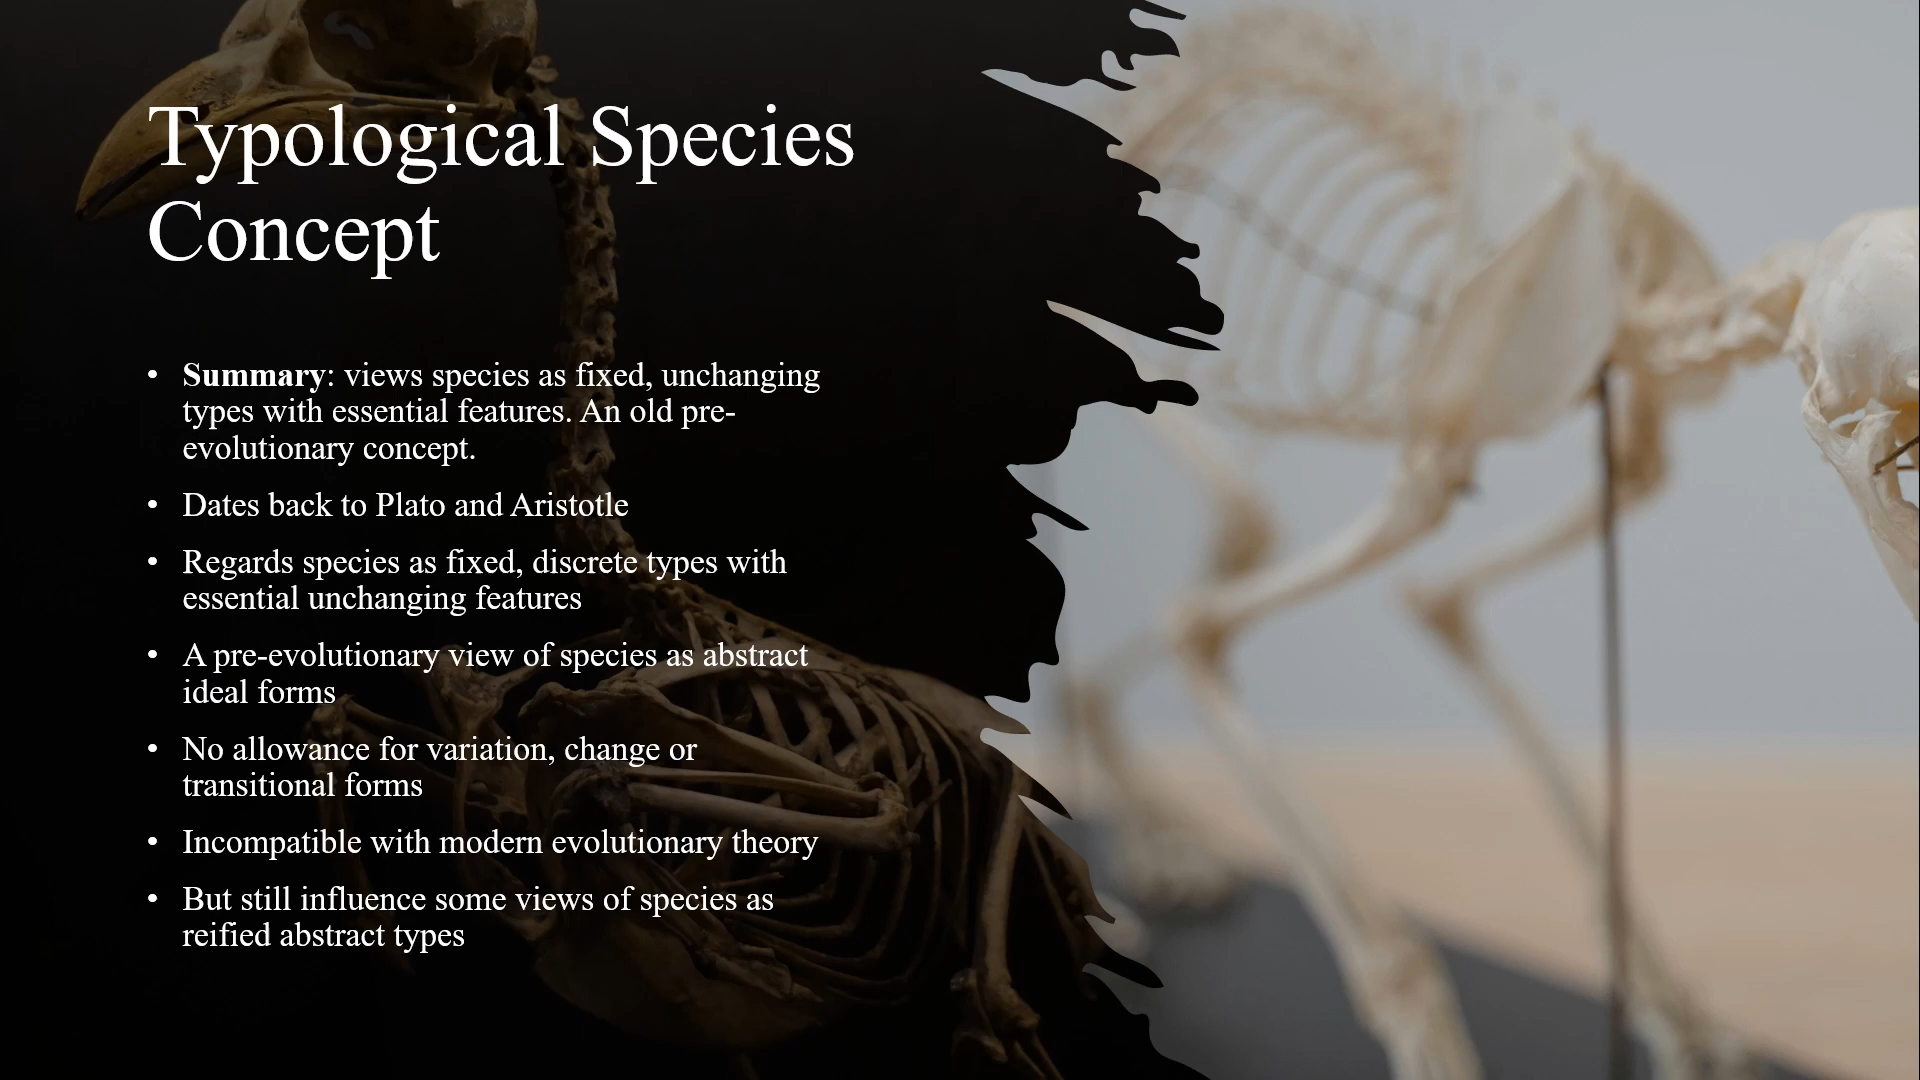 Typological Species
Concept
• Summary: views species as fixed, unchanging
types with essential features. An old pre-
evolutionary concept.
• Dates back to Plato and Aristotle
• Regards species as fixed, discrete types with
essential unchanging features
• A pre-evolutionary view of species as abstract
ideal forms
• No allowance for variation, change or
transitional forms
• Incompatible with modern evolutionary theory
• But still influence some views of species as
reified abstract types